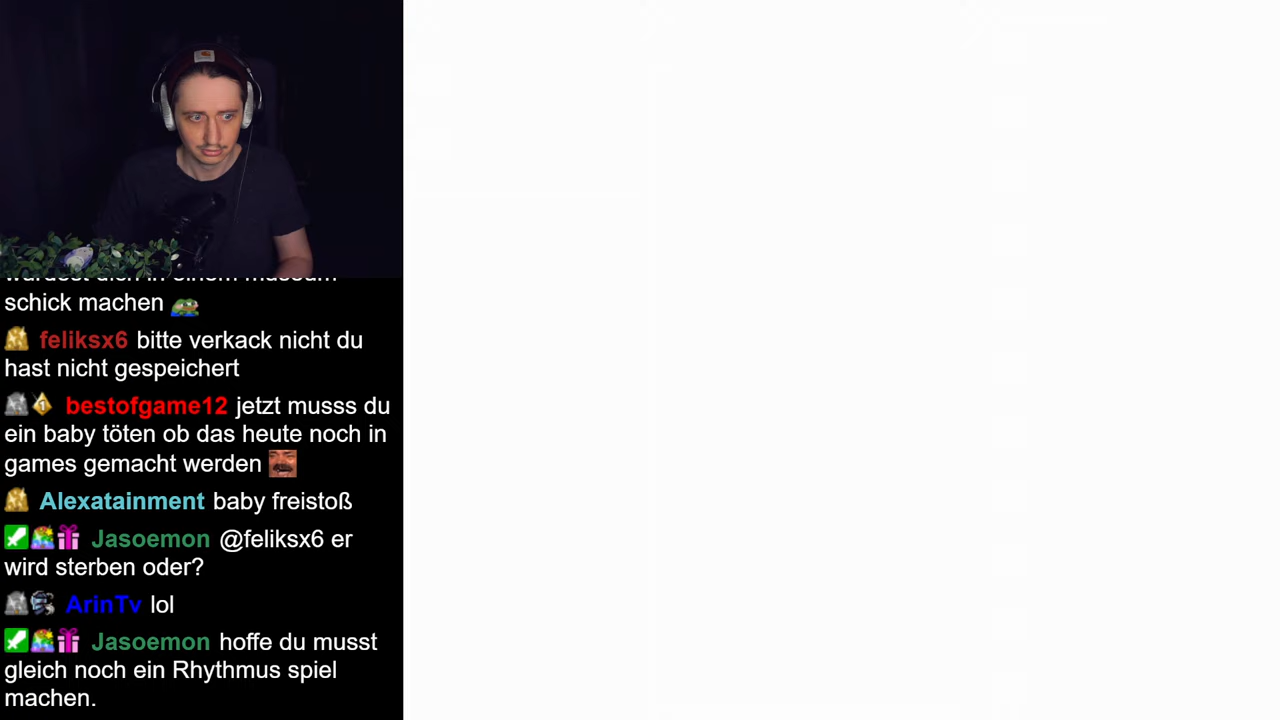 schick machen
feliksx6 bitte verkack nicht du
hast nicht gespeichert
bestofgame12 jetzt musss du
ein baby töten ob das heute noch in
games gemacht werden
Alexatainment baby freistoß
Jasoemon @feliksx6 er
wird sterben oder?
ArinTv lol
Jasoemon hoffe du musst
gleich noch ein Rhythmus spiel
machen.